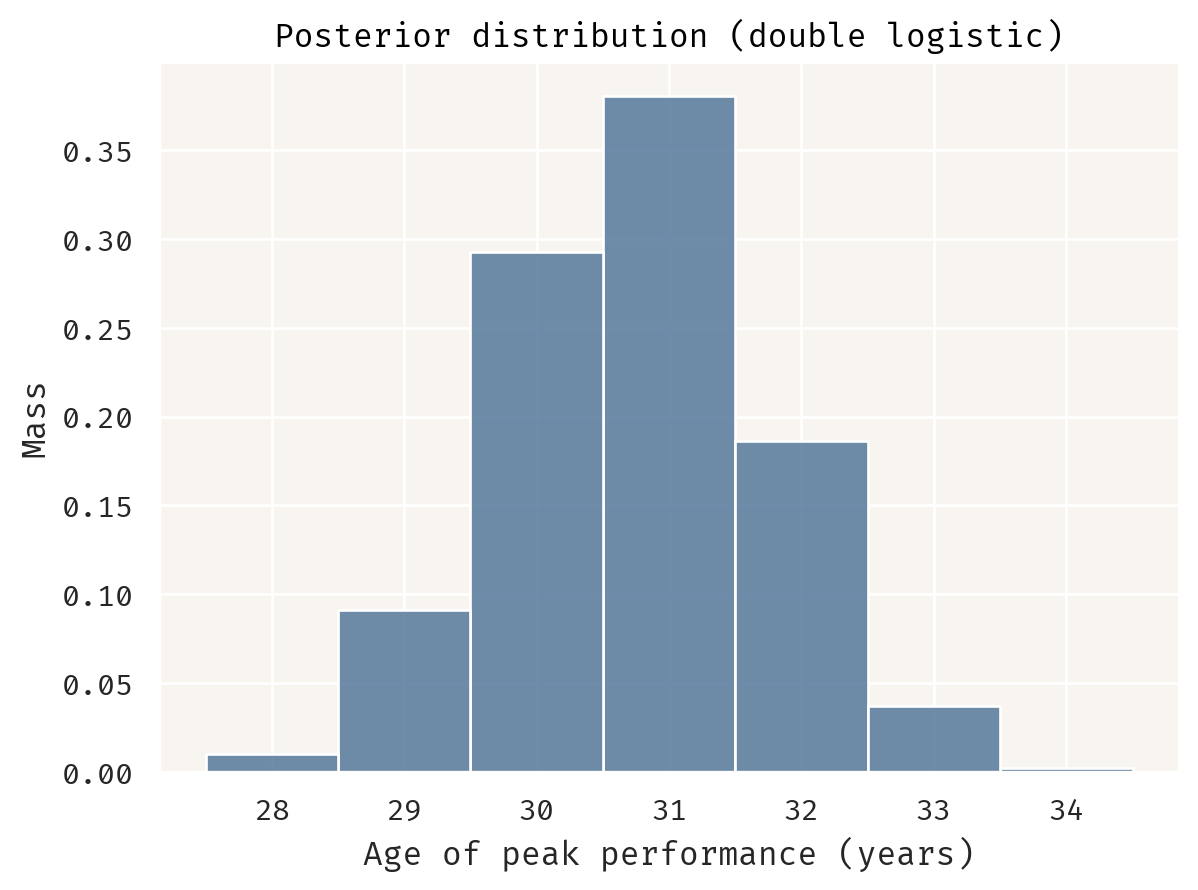 Posterior distribution (double logistic)
Mass
0.35
0.30
0.25
0.20
0.15
0.10
0.05
0.00
28 29 30 31 32 33 34
Age of peak performance (years)